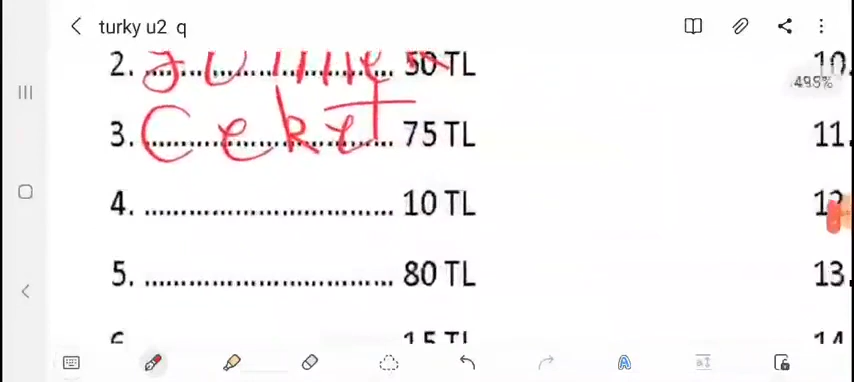 turky u2 q
2. 50 TL
3. Ceket 75 TL
4. .................................. 10 TL
5. .................................. 80 TL
10.
495%
11.
12
13.